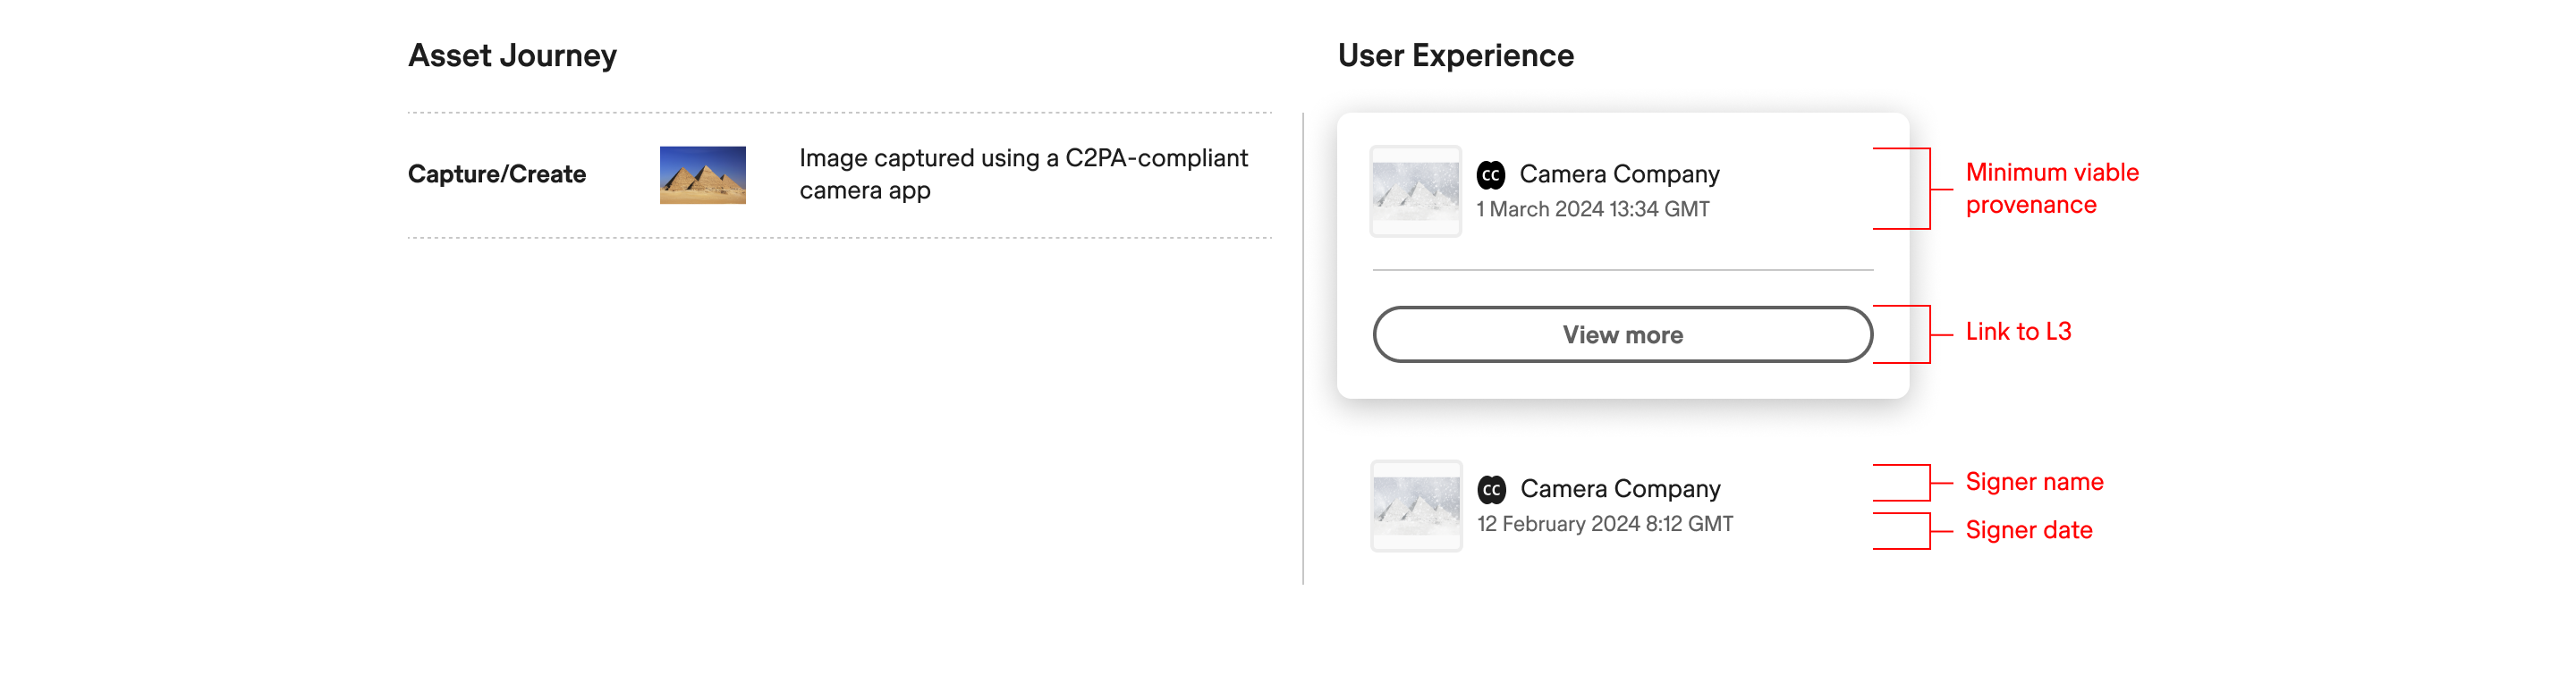 Asset Journey
Capture/Create
Image captured using a C2PA-compliant
camera app
User Experience
CC Camera Company
1 March 2024 13:34 GMT
Minimum viable
provenance
View more
Link to L3
CC Camera Company
12 February 2024 8:12 GMT
Signer name
Signer date